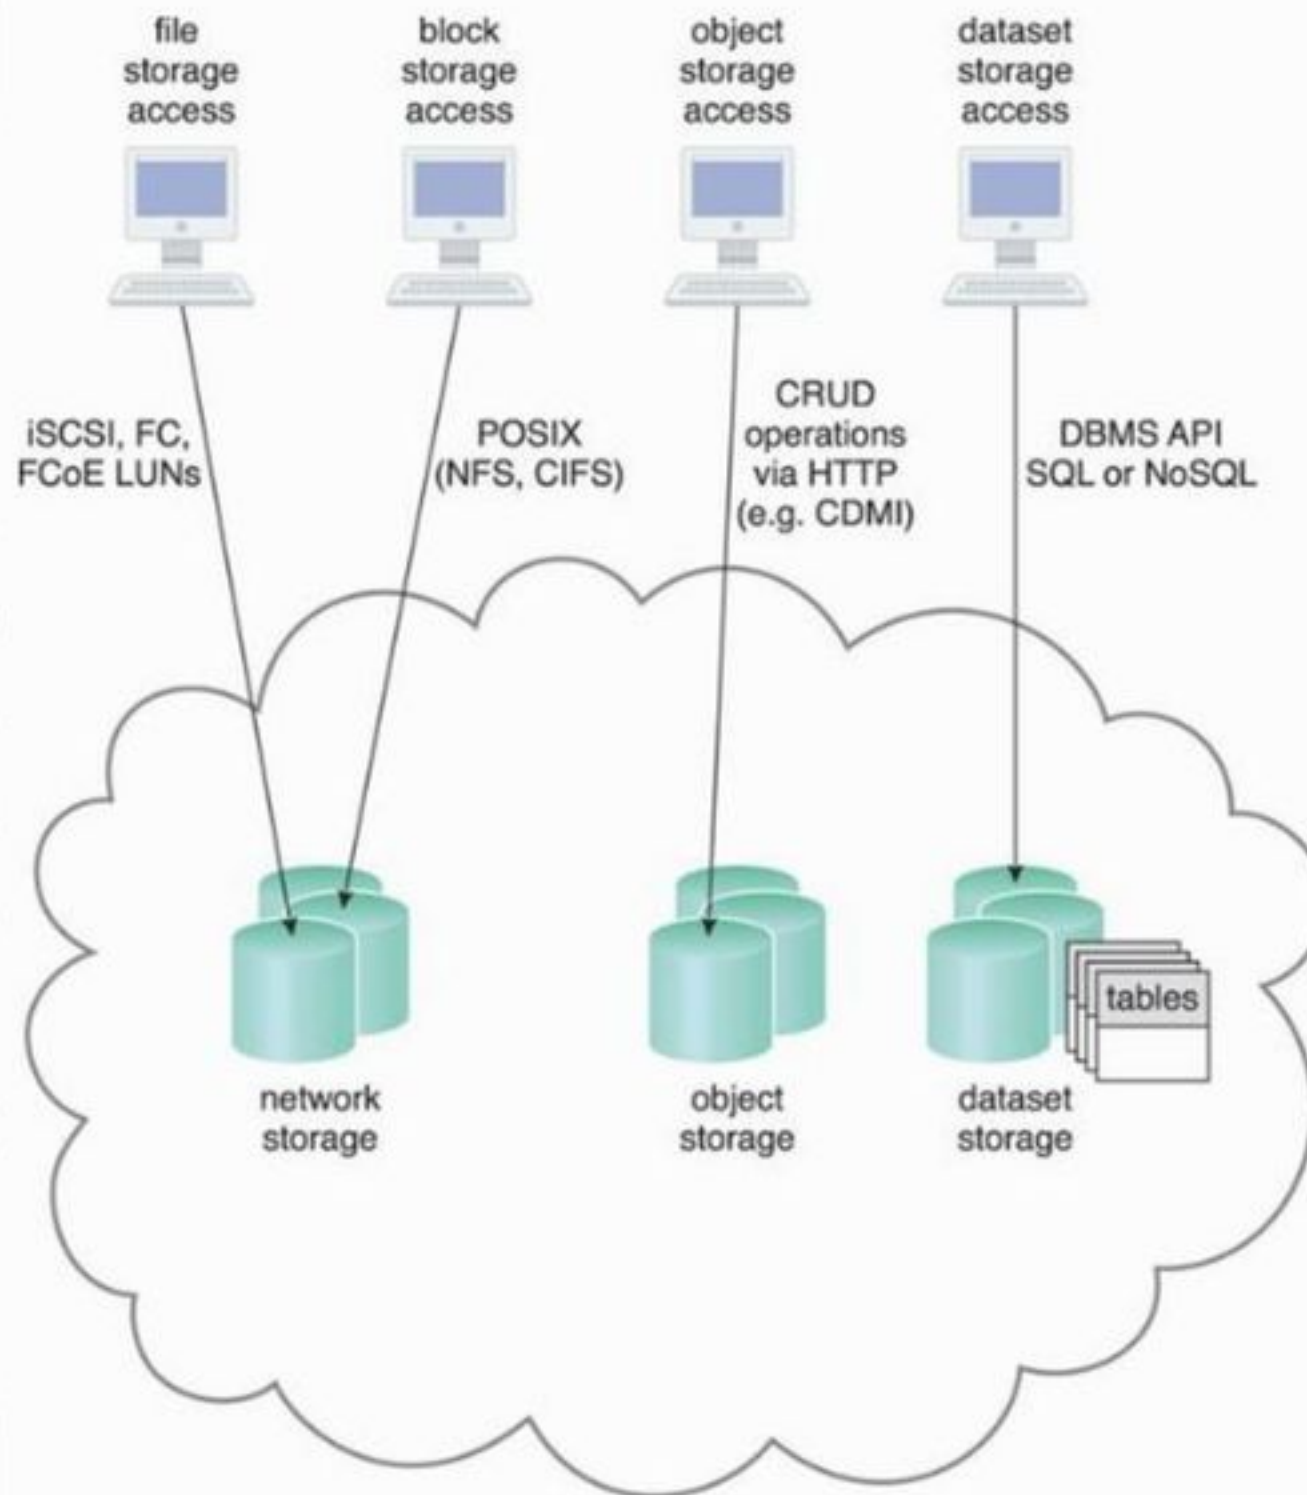 file
storage
access
block
storage
access
object
storage
access
dataset
storage
access
iSCSI, FC,
FCoE LUNs
POSIX
(NFS, CIFS)
CRUD
operations
via HTTP
(e.g. CDMI)
DBMS API
SQL or NoSQL
tables
network
storage
object
storage
dataset
storage